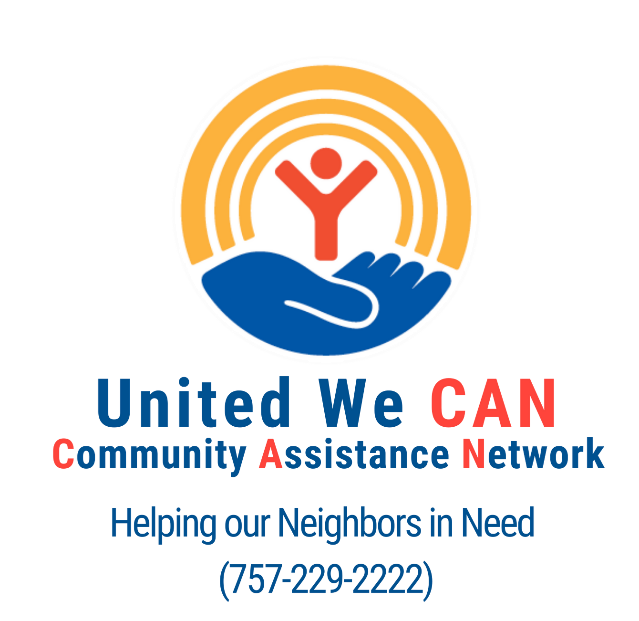 United We CAN
Community Assistance Network
Helping our Neighbors in Need
(757-229-2222)